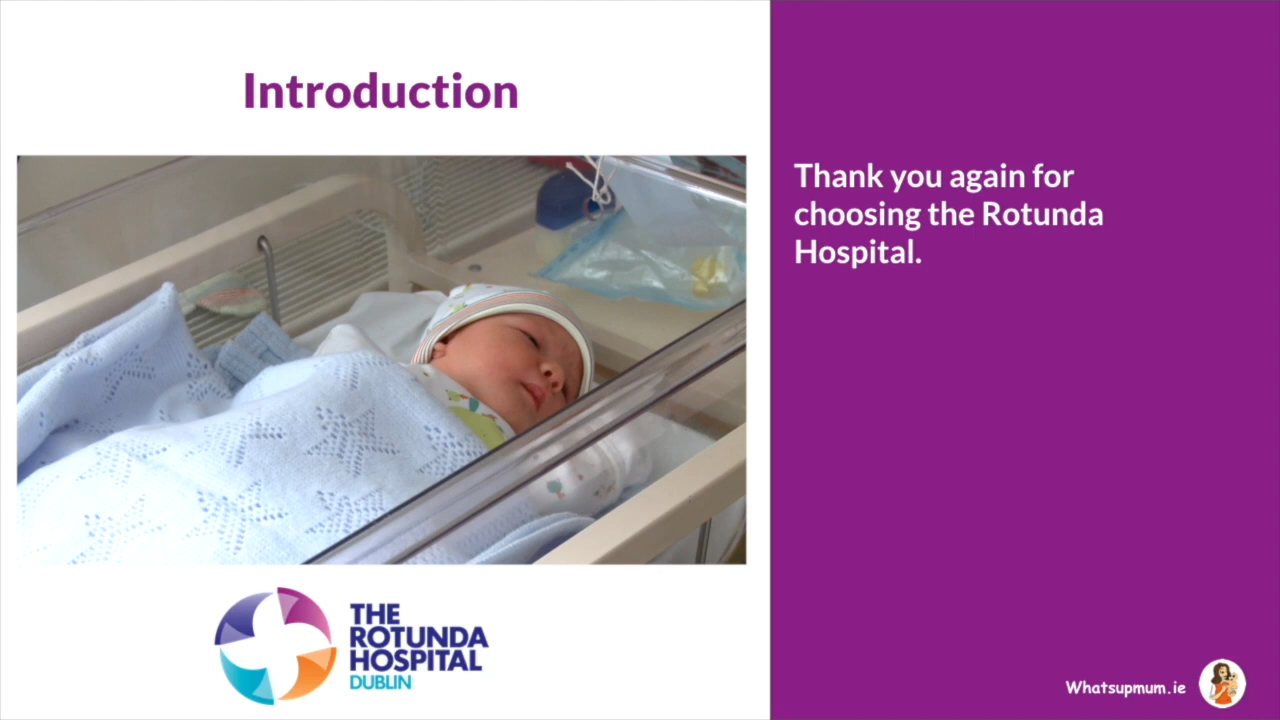 Introduction
Thank you again for
choosing the Rotunda
Hospital.
THE
ROTUNDA
HOSPITAL
DUBLIN
Whatsupmum.ie